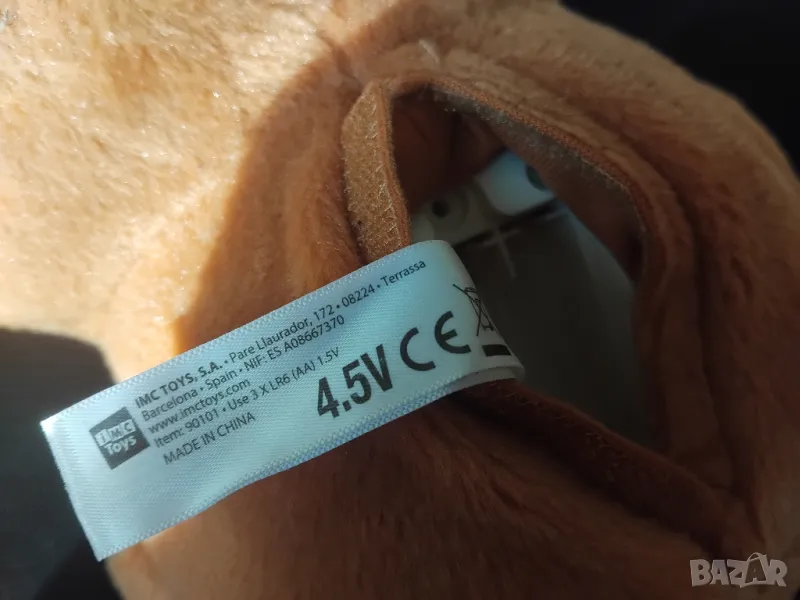 IMC TOYS, S.A. • Pare Llaurador, 172 • 08224 • Terrassa
Barcelona • Spain • NIF: ES A08667370
www.imctoys.com
Item: 90101 • Use 3 X LR6 (AA) 1.5V
MADE IN CHINA
4.5V CE
IMC
Toys
BAZAR